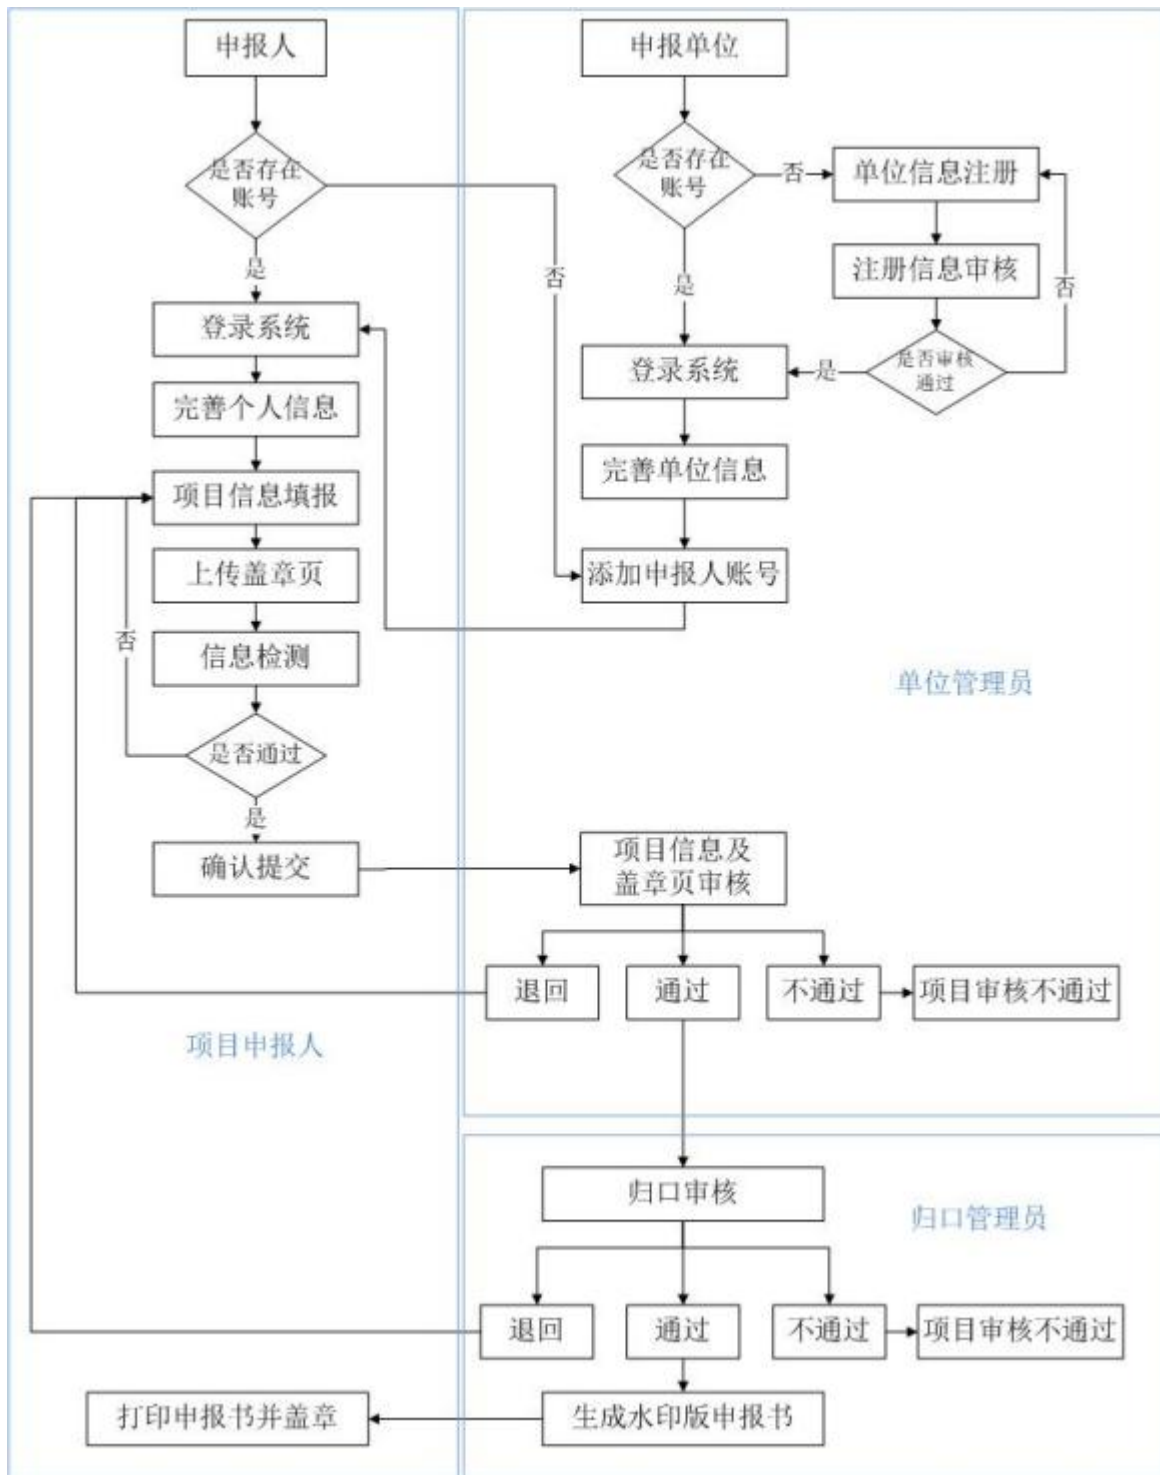 申报人
是否存在
账号
是
否
登录系统
完善个人信息
项目信息填报
上传盖章页
信息检测
否
是否通过
是
确认提交
项目申报人
申报单位
是否存在
账号
否
单位信息注册
注册信息审核
是否审核
通过
否
是
是
登录系统
完善单位信息
添加申报人账号
单位管理员
项目信息及
盖章页审核
退回
通过
不通过
项目审核不通过
归口审核
归口管理员
退回
通过
不通过
项目审核不通过
生成水印版申报书
打印申报书并盖章